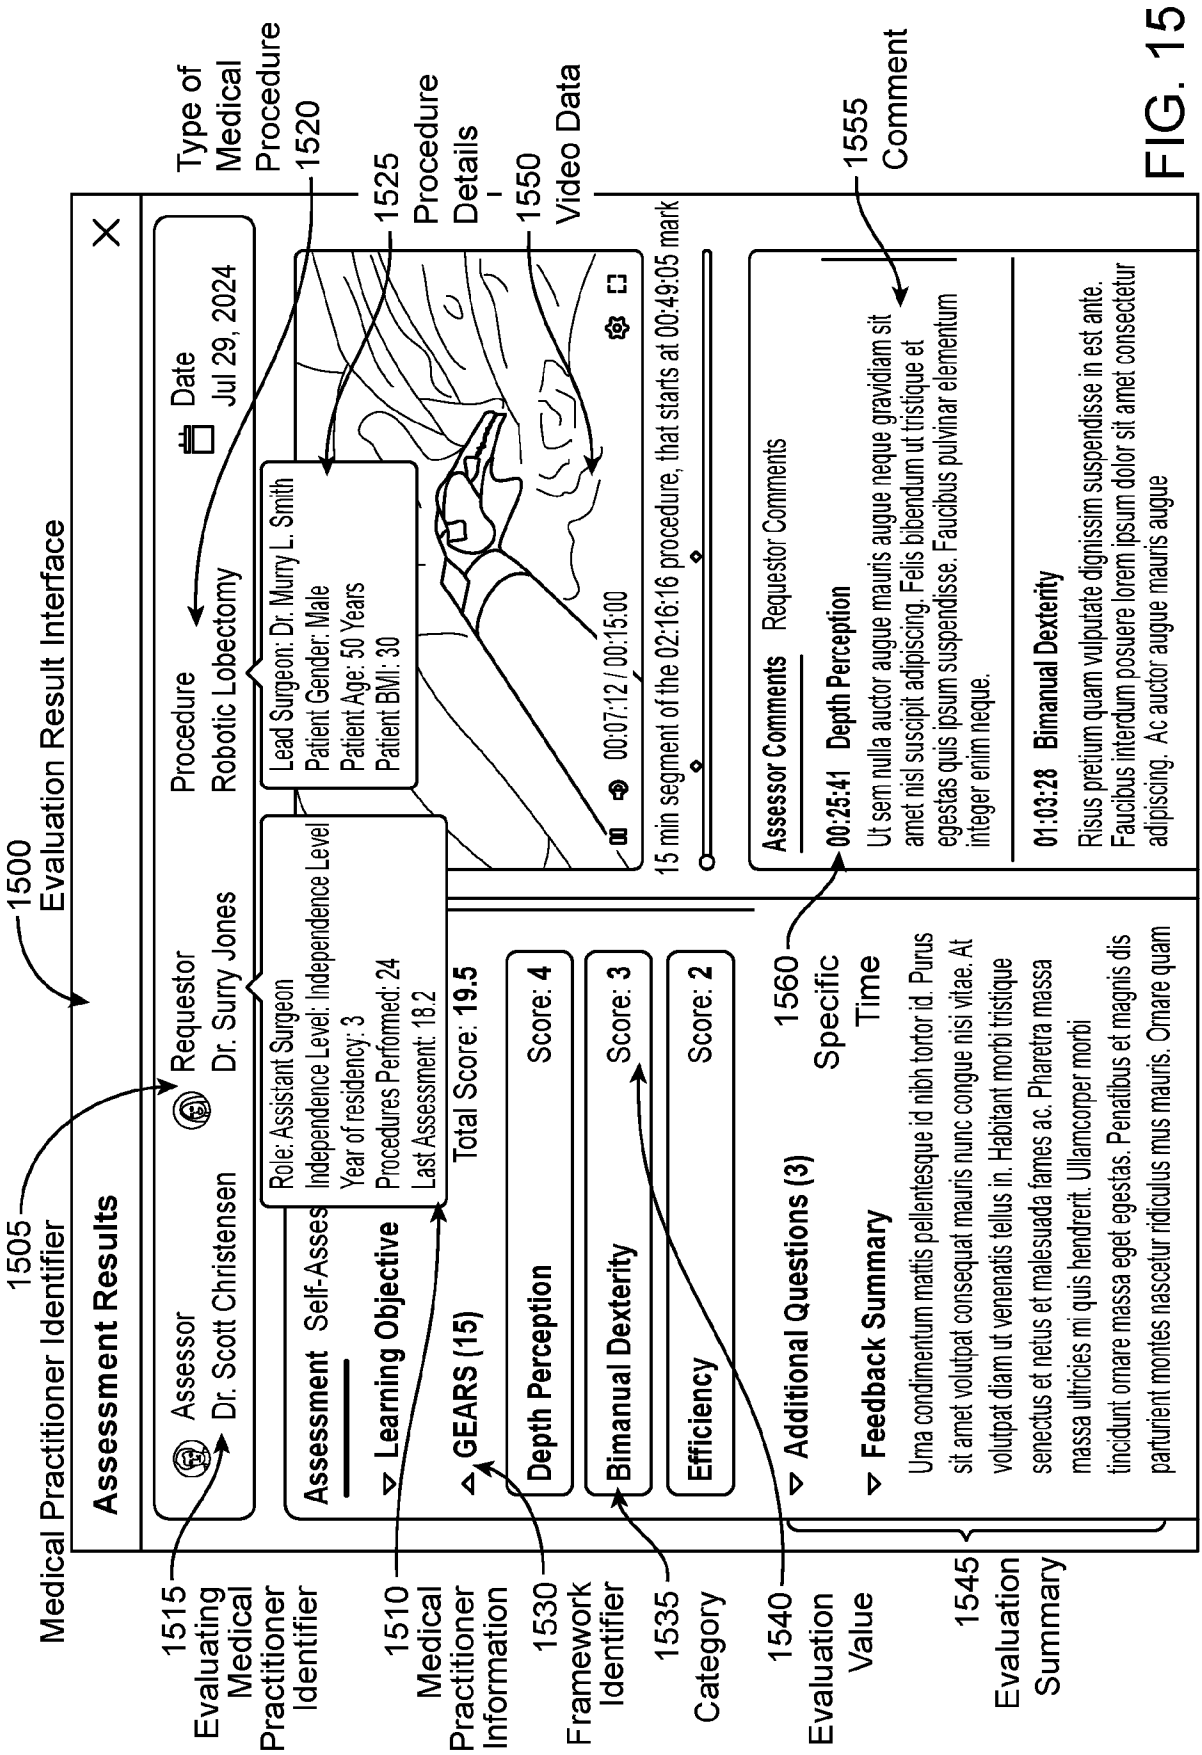 1500
Evaluation Result Interface
1505
Medical Practitioner Identifier
Assessment Results
Assessor
Dr. Scott Christensen
Requestor
Dr. Surry Jones
Procedure
Robotic Lobectomy
Date
Jul 29, 2024
Type of
Medical
Procedure
1520
1515
Evaluating
Medical
Practitioner
Identifier
Role: Assistant Surgeon
Independence Level: Independence Level
Year of residency: 3
Procedures Performed: 24
Last Assessment: 18.2
Lead Surgeon: Dr. Murry L. Smith
Patient Gender: Male
Patient Age: 50 Years
Patient BMI: 30
1525
Procedure
Details
Assessment Self-Asses
Learning Objective
1510
Medical
Practitioner
Information
GEARS (15)
Total Score: 19.5
1530
Framework
Identifier
Depth Perception
Score: 4
Bimanual Dexterity
Score: 3
1535
Category
Efficiency
Score: 2
1540
Evaluation
Value
00:07:12 / 00:15:00
1550
Video Data
15 min segment of the 02:16:16 procedure, that starts at 00:49:05 mark
Additional Questions (3)
Feedback Summary
Urna condimentum mattis pellentesque id nibh tortor id. Purus
sit amet volutpat consequat mauris nunc congue nisi vitae. At
volutpat diam ut venenatis tellus in. Habitant morbi tristique
senectus et netus et malesuada fames ac. Pharetra massa
massa ultricies mi quis hendrerit. Ullamcorper morbi
tincidunt ornare massa eget egestas. Penatibus et magnis dis
parturient montes nascetur ridiculus mus mauris. Ornare quam
1545
Evaluation
Summary
1560
Specific
Time
Assessor Comments Requestor Comments
00:25:41 Depth Perception
Ut sem nulla auctor augue mauris augue neque gravidiam sit
amet nisl suscipit adipiscing. Felis bibendum ut tristique et
egestas quis ipsum suspendisse. Faucibus pulvinar elementum
integer enim neque.
1555
Comment
01:03:28 Bimanual Dexterity
Risus pretium quam vulputate dignissim suspendisse in est ante.
Faucibus interdum posuere lorem ipsum dolor sit amet consectetur
adipiscing. Ac auctor augue mauris augue
FIG. 15